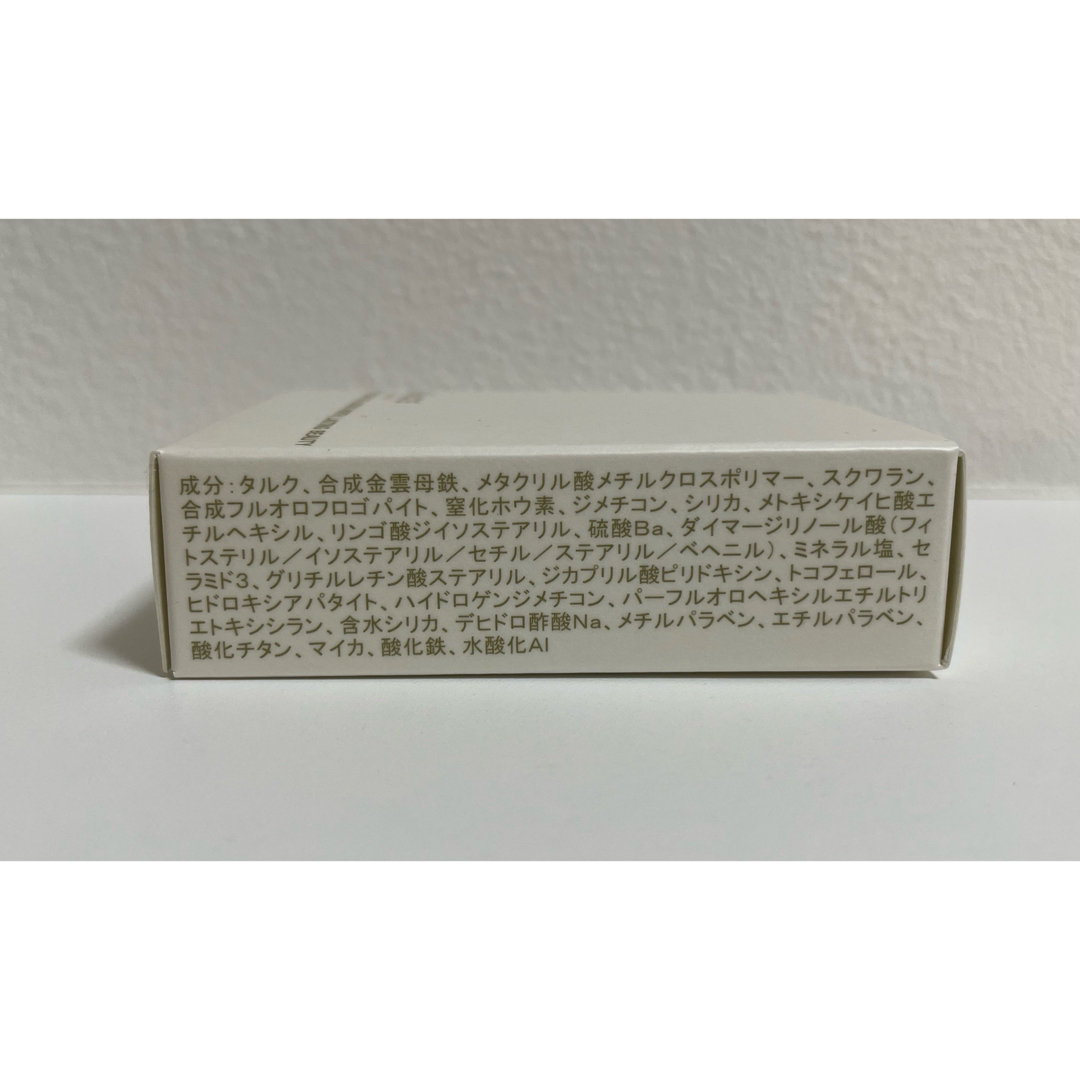 成分:タルク、合成金雲母鉄、メタクリル酸メチルクロスポリマー、スクワラン、
合成フルオロフロゴパイト、窒化ホウ素、ジメチコン、シリカ、メトキシケイヒ酸エ
チルヘキシル、リンゴ酸ジイソステアリル、硫酸Ba、ダイマージリノール酸(フィ
トステリル/イソステアリル/セチル/ステアリル/ベヘニル)、ミネラル塩、セ
ラミド3、グリチルレチン酸ステアリル、ジカプリル酸ピリドキシン、トコフェロール、
ヒドロキシアパタイト、ハイドロゲンジメチコン、パーフルオロヘキシルエチルトリ
エトキシシラン、含水シリカ、デヒドロ酢酸Na、メチルパラベン、エチルパラベン、
酸化チタン、マイカ、酸化鉄、水酸化Al
BEAUTY